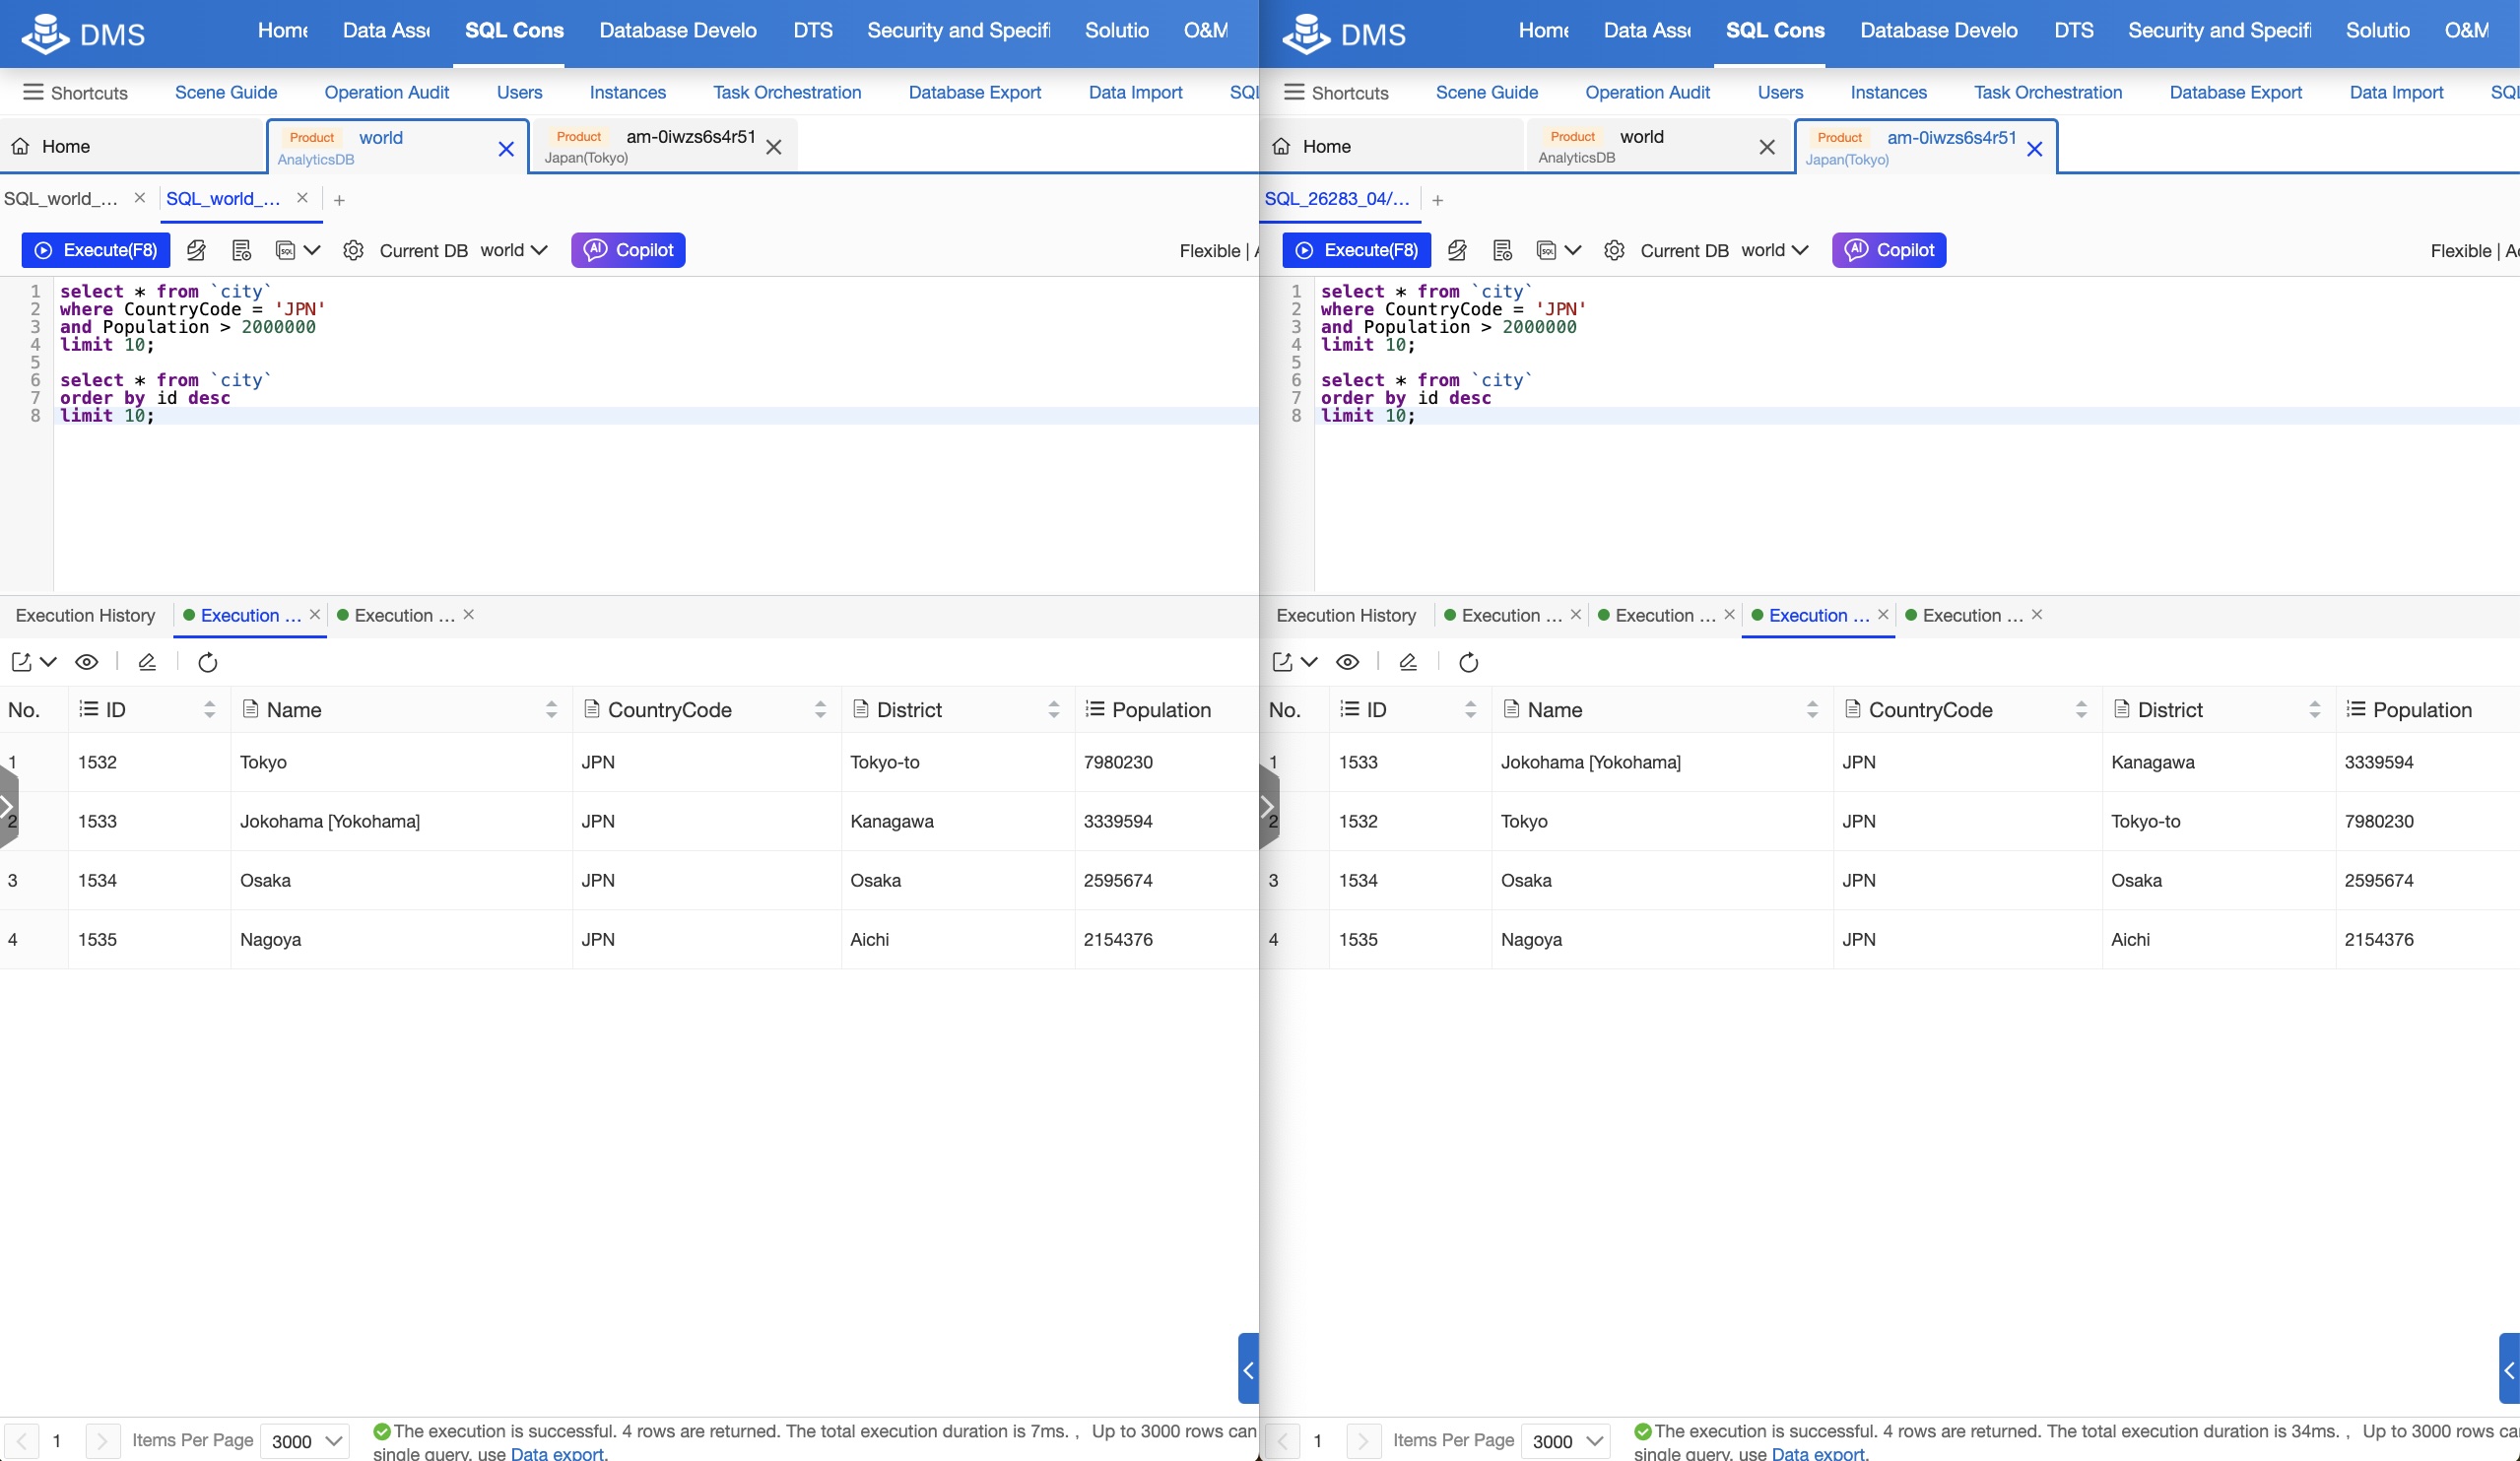 DMS
Home Data Asse SQL Cons Database Develo DTS Security and Specifi Solutio O&M
Shortcuts Scene Guide Operation Audit Users Instances Task Orchestration Database Export Data Import SQL
Home
Product world
AnalyticsDB
Product am-0iwzs6s4r51
Japan(Tokyo)
SQL_world_... SQL_world_... +
Execute(F8) Current DB world Copilot Flexible |
1 select * from `city`
2 where CountryCode = 'JPN'
3 and Population > 2000000
4 limit 10;
5
6 select * from `city`
7 order by id desc
8 limit 10;
Execution History Execution ... Execution ...
No. ID Name CountryCode District Population
1 1532 Tokyo JPN Tokyo-to 7980230
2 1533 Jokohama [Yokohama] JPN Kanagawa 3339594
3 1534 Osaka JPN Osaka 2595674
4 1535 Nagoya JPN Aichi 2154376
1 Items Per Page 3000 The execution is successful. 4 rows are returned. The total execution duration is 7ms. , Up to 3000 rows can
single query, use Data export.
DMS
Home Data Asse SQL Cons Database Develo DTS Security and Specifi Solutio O&M
Shortcuts Scene Guide Operation Audit Users Instances Task Orchestration Database Export Data Import SQL
Home
Product world
AnalyticsDB
Product am-0iwzs6s4r51
Japan(Tokyo)
SQL_26283_04/... +
Execute(F8) Current DB world Copilot Flexible |
1 select * from `city`
2 where CountryCode = 'JPN'
3 and Population > 2000000
4 limit 10;
5
6 select * from `city`
7 order by id desc
8 limit 10;
Execution History Execution ... Execution ... Execution ... Execution ...
No. ID Name CountryCode District Population
1 1533 Jokohama [Yokohama] JPN Kanagawa 3339594
2 1532 Tokyo JPN Tokyo-to 7980230
3 1534 Osaka JPN Osaka 2595674
4 1535 Nagoya JPN Aichi 2154376
1 Items Per Page 3000 The execution is successful. 4 rows are returned. The total execution duration is 34ms. , Up to 3000 rows ca
single query, use Data export.